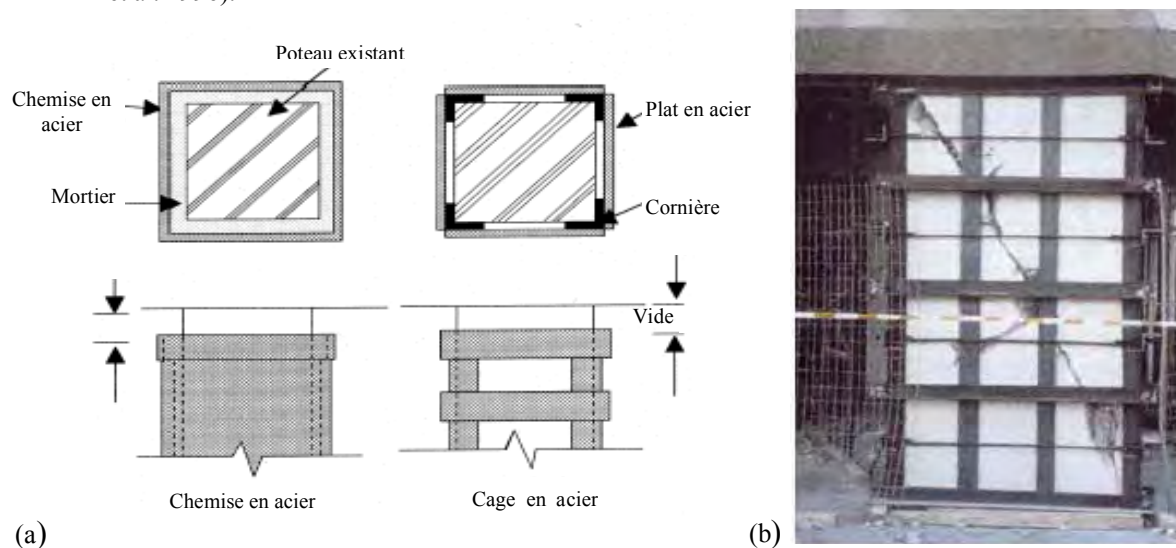 Poteau existant
Chemise en
acier
Mortier
Plat en acier
Cornière
Vide
Chemise en acier
Cage en acier
(a)
(b)